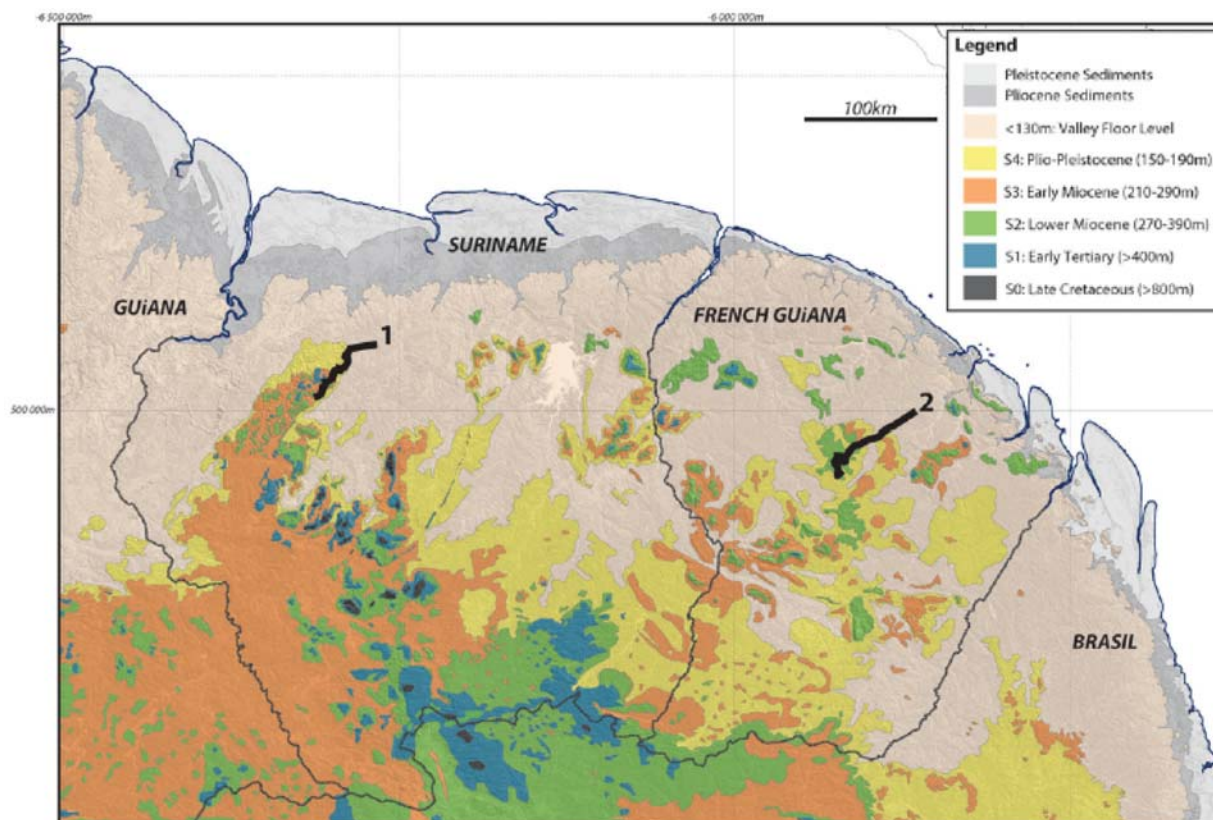 -6 500 000m
-6 000 000m
Legend
Pleistocene Sediments
Pliocene Sediments
<130m: Valley Floor Level
S4: Plio-Pleistocene (150-190m)
S3: Early Miocene (210-290m)
S2: Lower Miocene (270-390m)
S1: Early Tertiary (>400m)
S0: Late Cretaceous (>800m)
100km
SURINAME
GUiANA
FRENCH GUiANA
1
2
500 000m
BRASIL